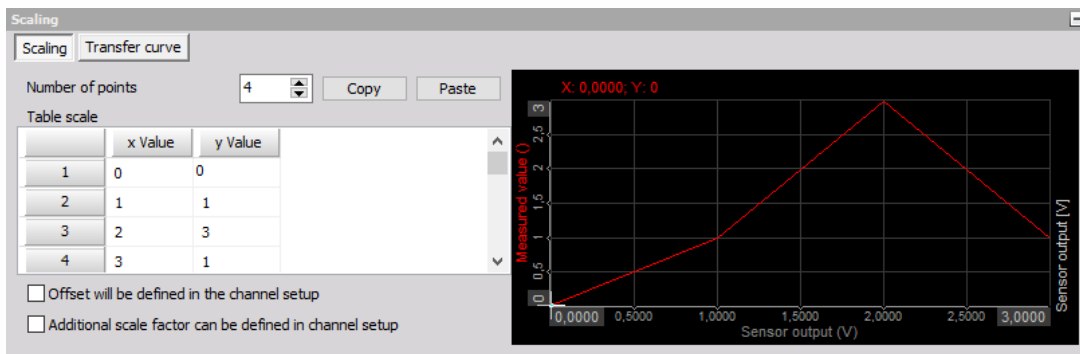 Scaling
Scaling Transfer curve
Number of points 4 Copy Paste
Table scale
x Value y Value
1 0 0
2 1 1
3 2 3
4 3 1
Offset will be defined in the channel setup
Additional scale factor can be defined in channel setup
X: 0,0000; Y: 0
Measured value ()
3
2,5
2
1,5
1
0,5
0
0,0000 0,5000 1,0000 1,5000 2,0000 2,5000 3,0000
Sensor output (V)
Sensor output [V]